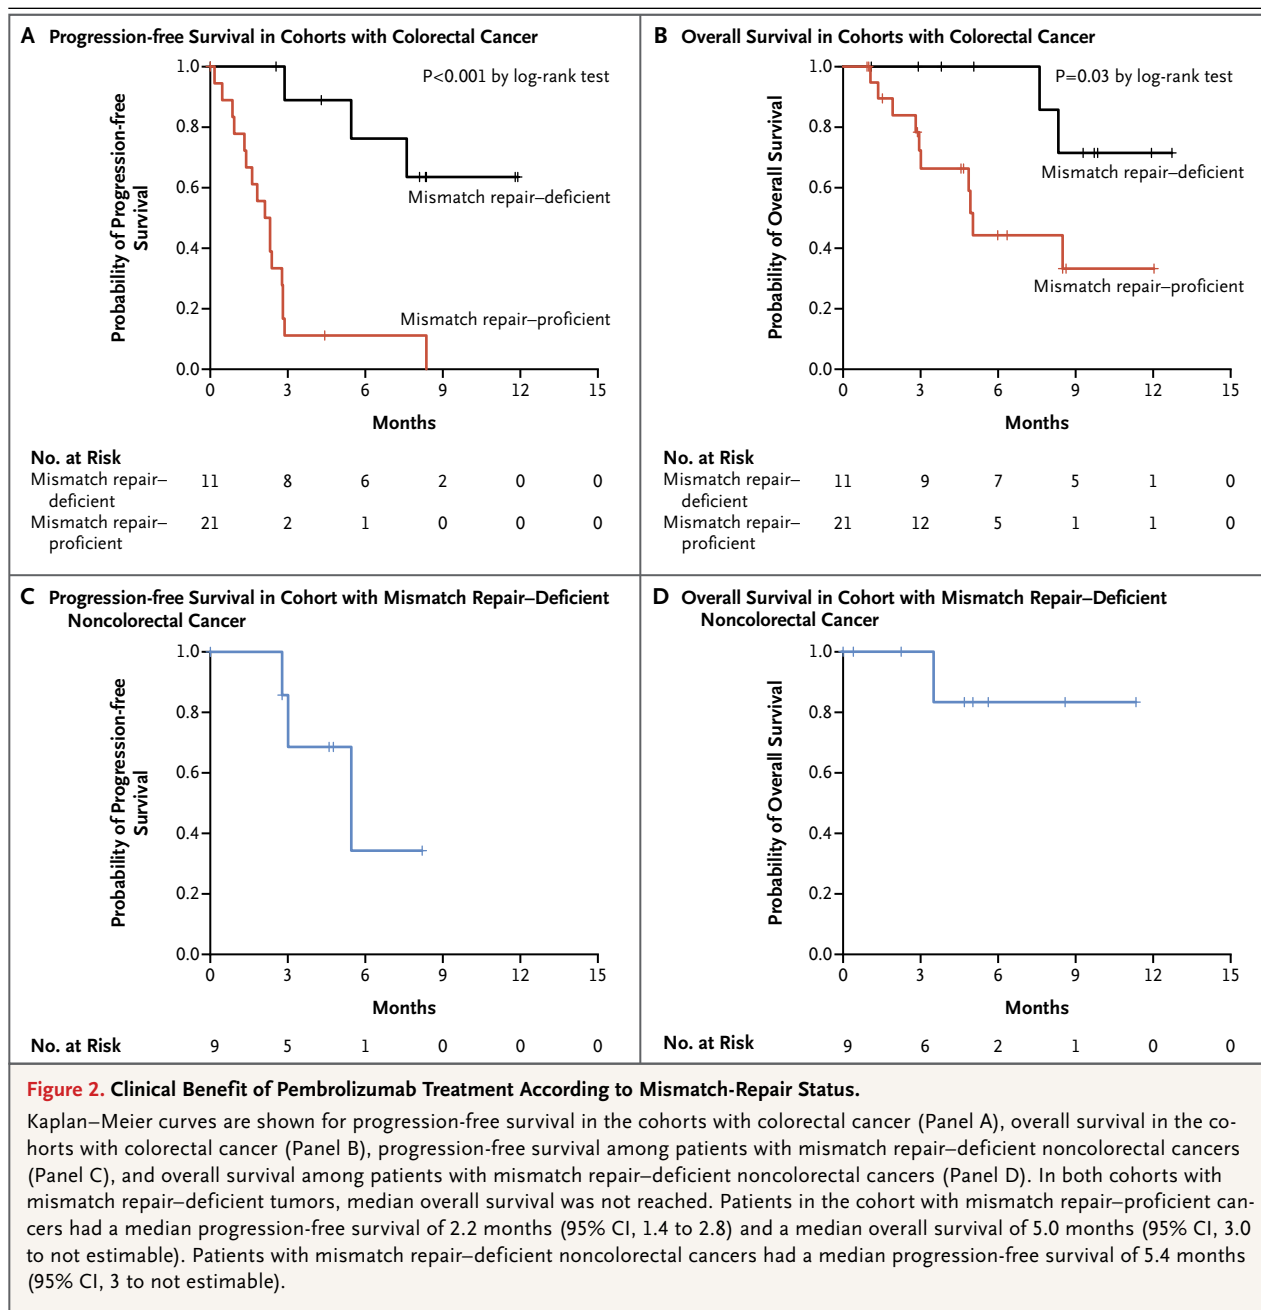 A Progression-free Survival in Cohorts with Colorectal Cancer
Probability of Progression-free
Survival
1.0
0.8
0.6
0.4
0.2
0.0
P<0.001 by log-rank test
Mismatch repair–deficient
Mismatch repair–proficient
0 3 6 9 12 15
Months
No. at Risk
Mismatch repair–
deficient
11 8 6 2 0 0
Mismatch repair–
proficient
21 2 1 0 0 0
B Overall Survival in Cohorts with Colorectal Cancer
Probability of Overall Survival
1.0
0.8
0.6
0.4
0.2
0.0
P=0.03 by log-rank test
Mismatch repair–deficient
Mismatch repair–proficient
0 3 6 9 12 15
Months
No. at Risk
Mismatch repair–
deficient
11 9 7 5 1 0
Mismatch repair–
proficient
21 12 5 1 1 0
C Progression-free Survival in Cohort with Mismatch Repair–Deficient
Noncolorectal Cancer
Probability of Progression-free
Survival
1.0
0.8
0.6
0.4
0.2
0.0
0 3 6 9 12 15
Months
No. at Risk 9 5 1 0 0 0
D Overall Survival in Cohort with Mismatch Repair–Deficient
Noncolorectal Cancer
Probability of Overall Survival
1.0
0.8
0.6
0.4
0.2
0.0
0 3 6 9 12 15
Months
No. at Risk 9 6 2 1 0 0
Figure 2. Clinical Benefit of Pembrolizumab Treatment According to Mismatch-Repair Status.
Kaplan–Meier curves are shown for progression-free survival in the cohorts with colorectal cancer (Panel A), overall survival in the co-
horts with colorectal cancer (Panel B), progression-free survival among patients with mismatch repair–deficient noncolorectal cancers
(Panel C), and overall survival among patients with mismatch repair–deficient noncolorectal cancers (Panel D). In both cohorts with
mismatch repair–deficient tumors, median overall survival was not reached. Patients in the cohort with mismatch repair–proficient can-
cers had a median progression-free survival of 2.2 months (95% CI, 1.4 to 2.8) and a median overall survival of 5.0 months (95% CI, 3.0
to not estimable). Patients with mismatch repair–deficient noncolorectal cancers had a median progression-free survival of 5.4 months
(95% CI, 3 to not estimable).